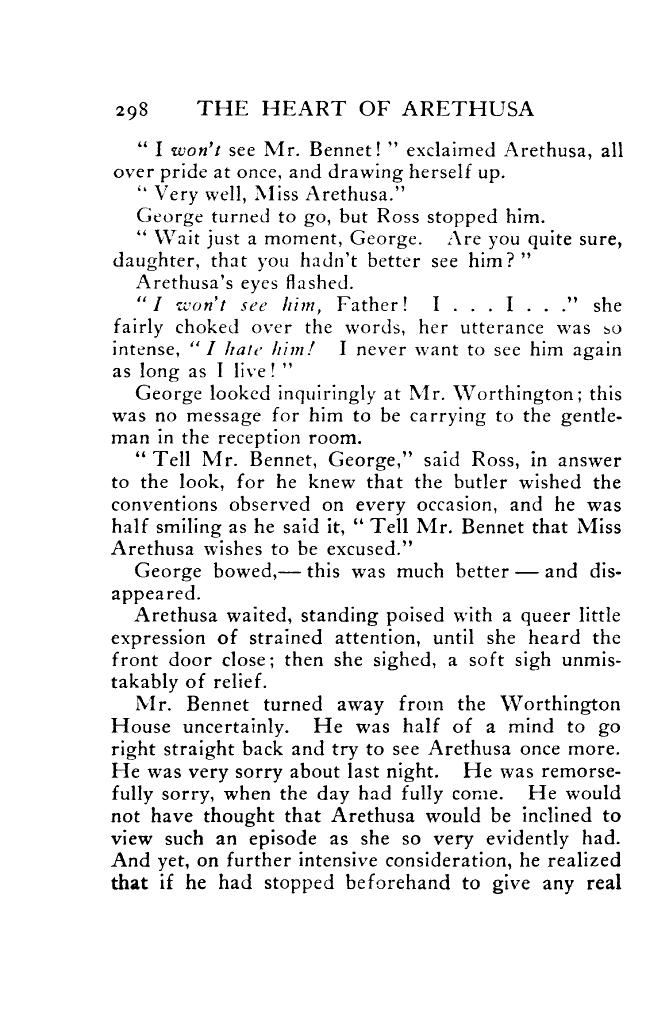 298 THE HEART OF ARETHUSA
“ I won't see Mr. Bennet! ” exclaimed Arethusa, all
over pride at once, and drawing herself up.
“ Very well, Miss Arethusa.”
George turned to go, but Ross stopped him.
“ Wait just a moment, George. Are you quite sure,
daughter, that you hadn't better see him? ”
Arethusa's eyes flashed.
“ I won't see him, Father! I . . . I . . .” she
fairly choked over the words, her utterance was so
intense, “ I hate him! I never want to see him again
as long as I live! ”
George looked inquiringly at Mr. Worthington; this
was no message for him to be carrying to the gentle-
man in the reception room.
“ Tell Mr. Bennet, George,” said Ross, in answer
to the look, for he knew that the butler wished the
conventions observed on every occasion, and he was
half smiling as he said it, “ Tell Mr. Bennet that Miss
Arethusa wishes to be excused.”
George bowed,— this was much better — and dis-
appeared.
Arethusa waited, standing poised with a queer little
expression of strained attention, until she heard the
front door close; then she sighed, a soft sigh unmis-
takably of relief.
Mr. Bennet turned away from the Worthington
House uncertainly. He was half of a mind to go
right straight back and try to see Arethusa once more.
He was very sorry about last night. He was remorse-
fully sorry, when the day had fully come. He would
not have thought that Arethusa would be inclined to
view such an episode as she so very evidently had.
And yet, on further intensive consideration, he realized
that if he had stopped beforehand to give any real